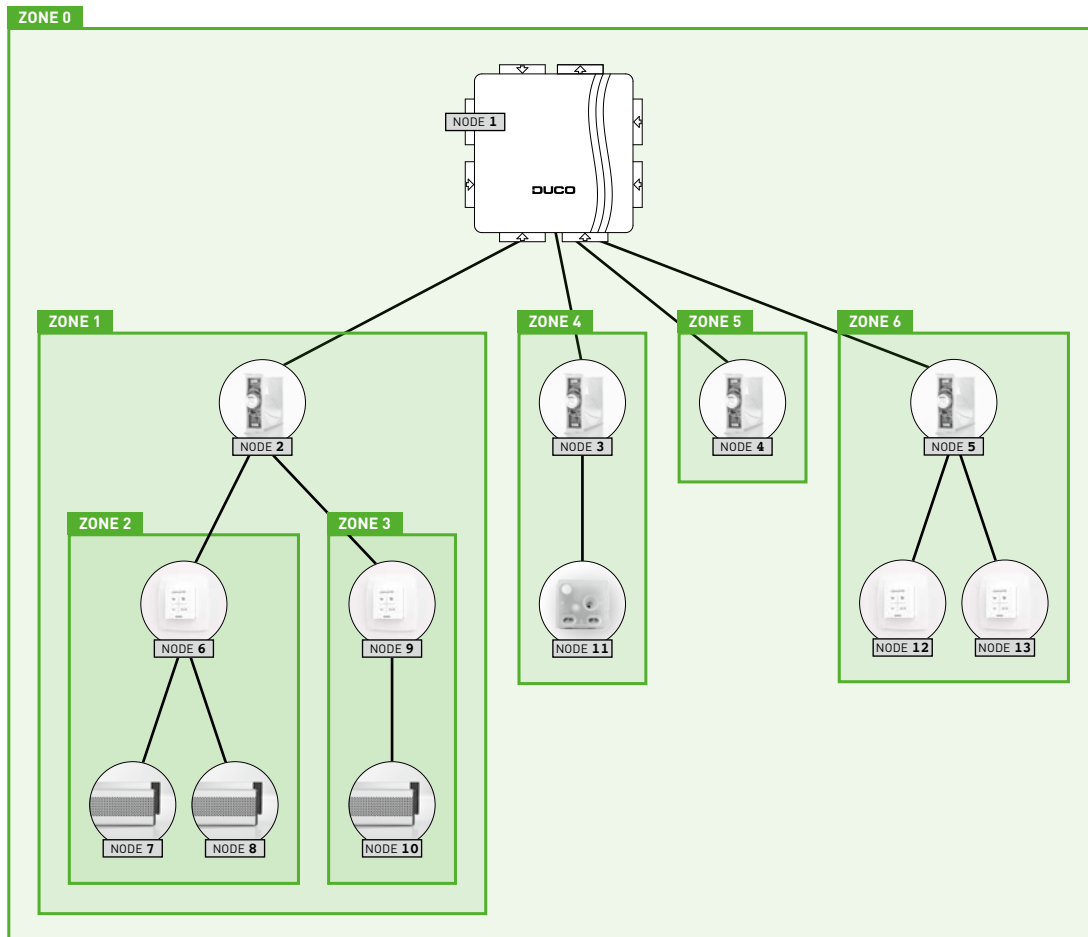 ZONE 0
NODE 1
DUCO
ZONE 1
ZONE 4
ZONE 5
ZONE 6
NODE 2
NODE 3
NODE 4
NODE 5
ZONE 2
ZONE 3
NODE 6
NODE 9
NODE 11
NODE 12
NODE 13
NODE 7
NODE 8
NODE 10